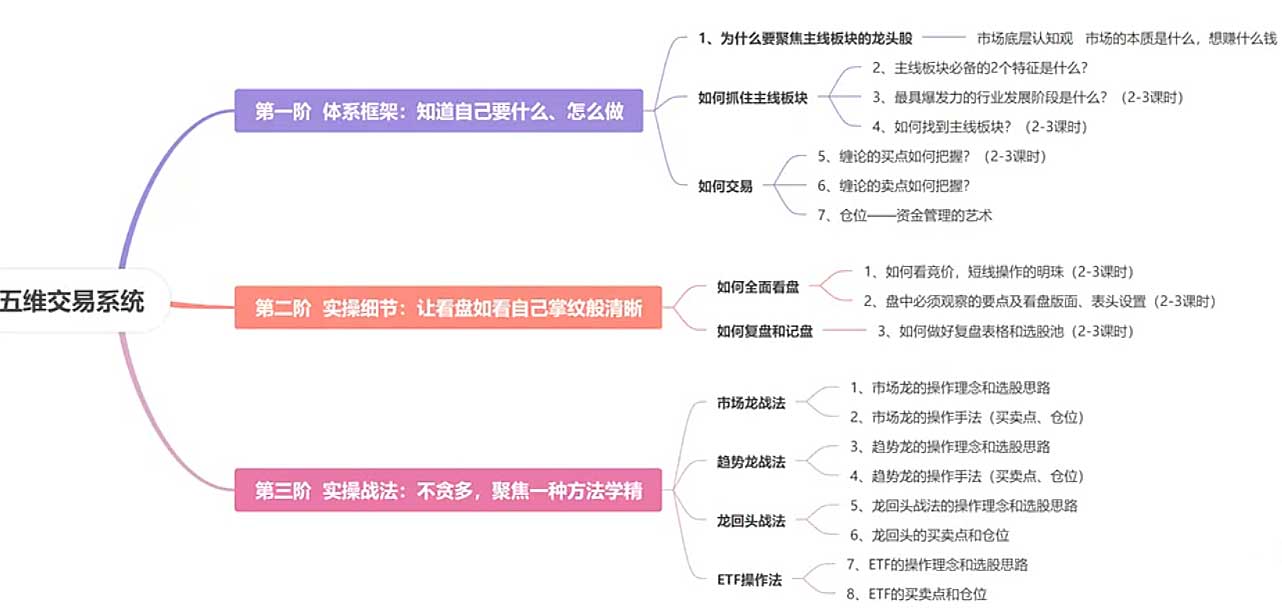 五维交易系统
第一阶 体系框架：知道自己要什么、怎么做
1、为什么要聚焦主线板块的龙头股
市场底层认知观 市场的本质是什么，想赚什么钱
如何抓住主线板块
2、主线板块必备的2个特征是什么？
3、最具爆发力的行业发展阶段是什么？（2-3课时）
4、如何找到主线板块？（2-3课时）
如何交易
5、缠论的买点如何把握？（2-3课时）
6、缠论的卖点如何把握？
7、仓位——资金管理的艺术
第二阶 实操细节：让看盘如看自己掌纹般清晰
如何全面看盘
1、如何看竞价，短线操作的明珠（2-3课时）
2、盘中必须观察的要点及看盘版面、表头设置（2-3课时）
如何复盘和记盘
3、如何做好复盘表格和选股池（2-3课时）
第三阶 实操战法：不贪多，聚焦一种方法学精
市场龙战法
1、市场龙的操作理念和选股思路
2、市场龙的操作手法（买卖点、仓位）
趋势龙战法
3、趋势龙的操作理念和选股思路
4、趋势龙的操作手法（买卖点、仓位）
龙回头战法
5、龙回头战法的操作理念和选股思路
6、龙回头的买卖点和仓位
ETF操作法
7、ETF的操作理念和选股思路
8、ETF的买卖点和仓位